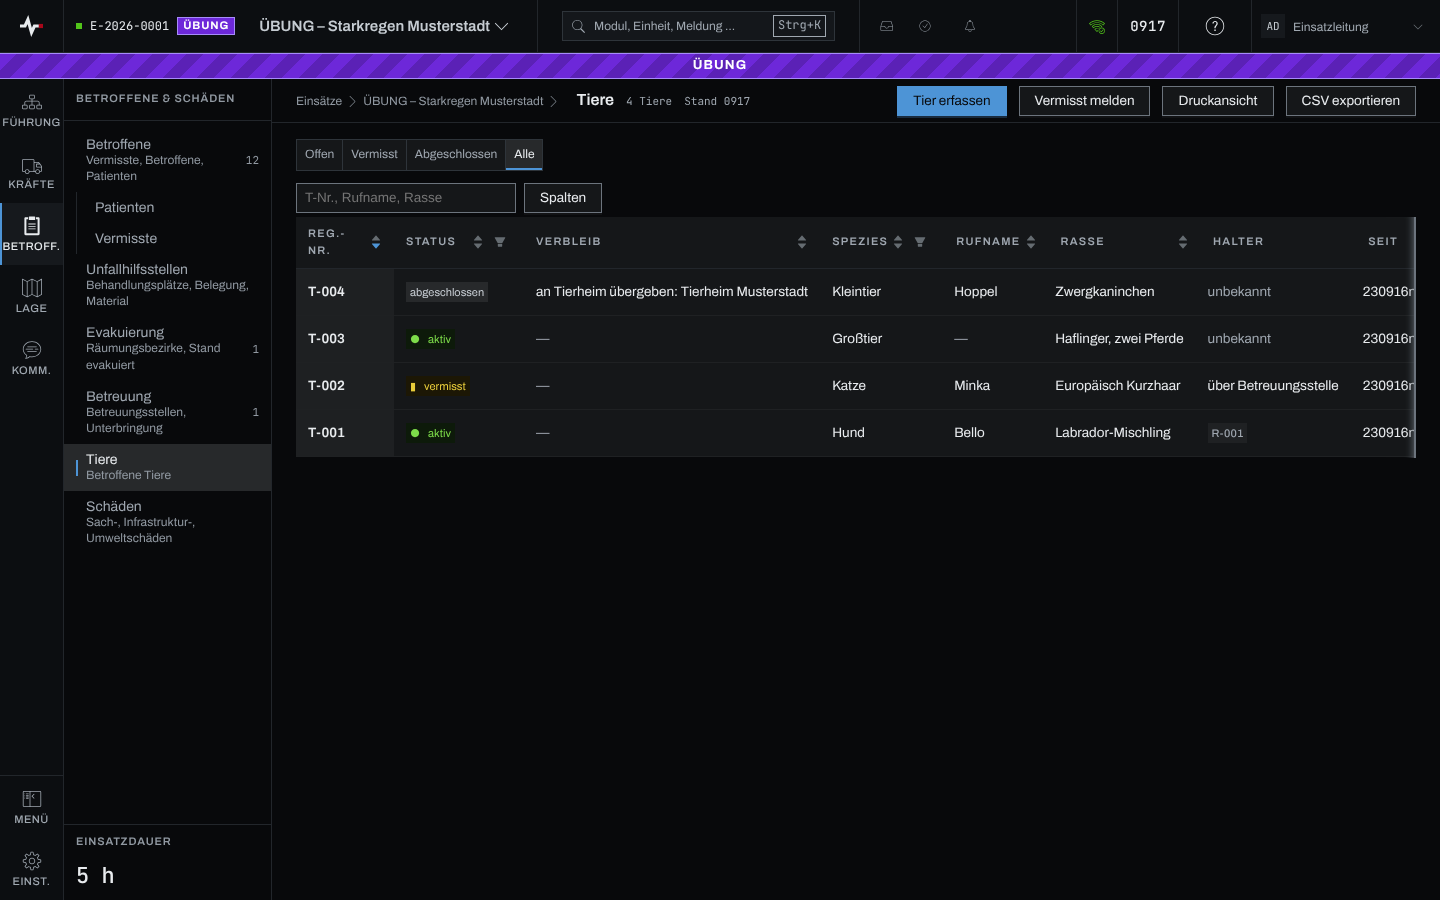 E-2026-0001 ÜBUNG ÜBUNG – Starkregen Musterstadt Modul, Einheit, Meldung ... Strg+K 0917 AD Einsatzleitung
ÜBUNG
FÜHRUNG
KRÄFTE
BETROFF.
LAGE
KOMM.
MENÜ
EINST.
BETROFFENE & SCHÄDEN
Betroffene
Vermisste, Betroffene, 12
Patienten
Patienten
Vermisste
Unfallhilfsstellen
Behandlungsplätze, Belegung,
Material
Evakuierung
Räumungsbezirke, Stand 1
evakuiert
Betreuung
Betreuungsstellen, 1
Unterbringung
Tiere
Betroffene Tiere
Schäden
Sach-, Infrastruktur-,
Umweltschäden
EINSATZDAUER
5 h
Einsätze ÜBUNG – Starkregen Musterstadt Tiere 4 Tiere Stand 0917 Tier erfassen Vermisst melden Druckansicht CSV exportieren
Offen Vermisst Abgeschlossen Alle
T-Nr., Rufname, Rasse Spalten
REG.-
NR. STATUS VERBLEIB SPEZIES RUFNAME RASSE HALTER SEIT
T-004 abgeschlossen an Tierheim übergeben: Tierheim Musterstadt Kleintier Hoppel Zwergkaninchen unbekannt 230916
T-003 aktiv — Großtier — Haflinger, zwei Pferde unbekannt 230916
T-002 vermisst — Katze Minka Europäisch Kurzhaar über Betreuungsstelle 230916
T-001 aktiv — Hund Bello Labrador-Mischling R-001 230916